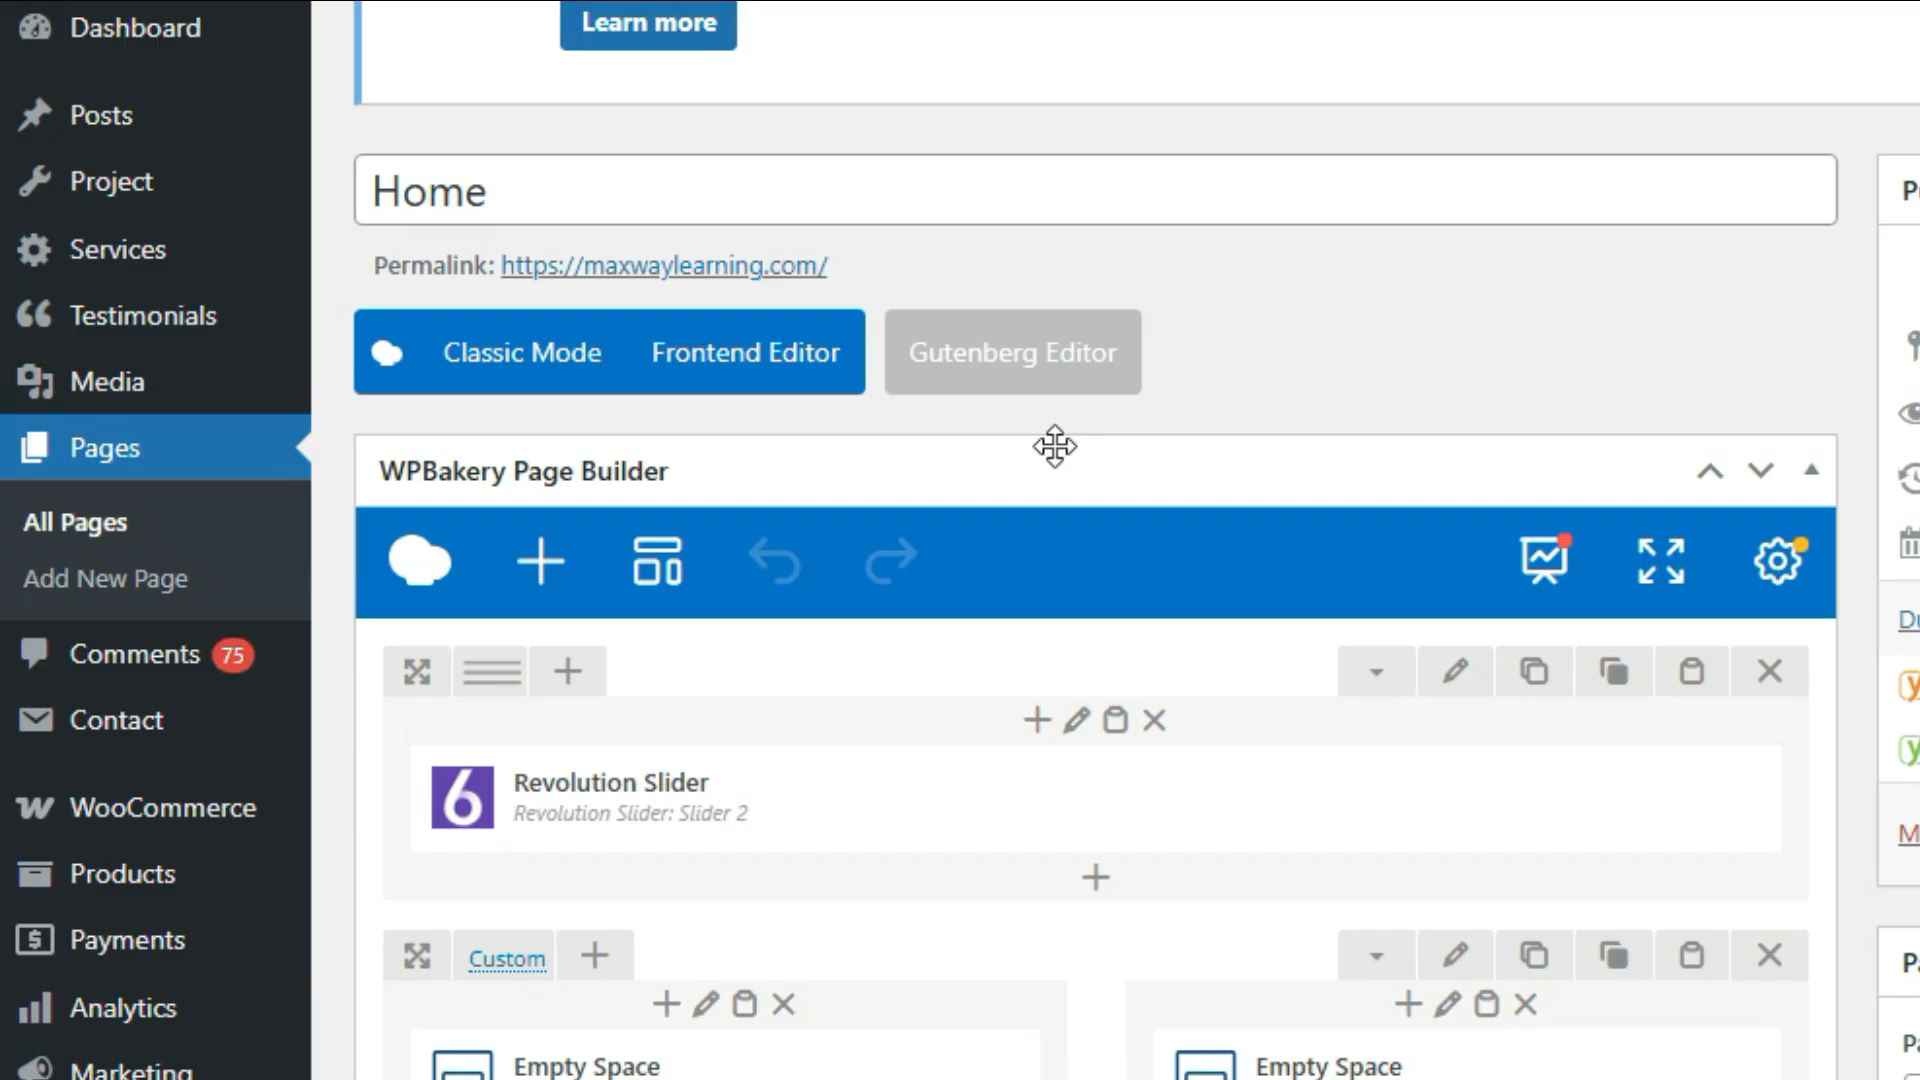 Dashboard
Posts
Project
Services
Testimonials
Media
Pages
All Pages
Add New Page
Comments 75
Contact
WooCommerce
Products
Payments
Analytics
Marketing
Learn more
Home
Permalink: https://maxwaylearning.com/
Classic Mode Frontend Editor Gutenberg Editor
WPBakery Page Builder
6 Revolution Slider
Revolution Slider: Slider 2
Custom
Empty Space Empty Space